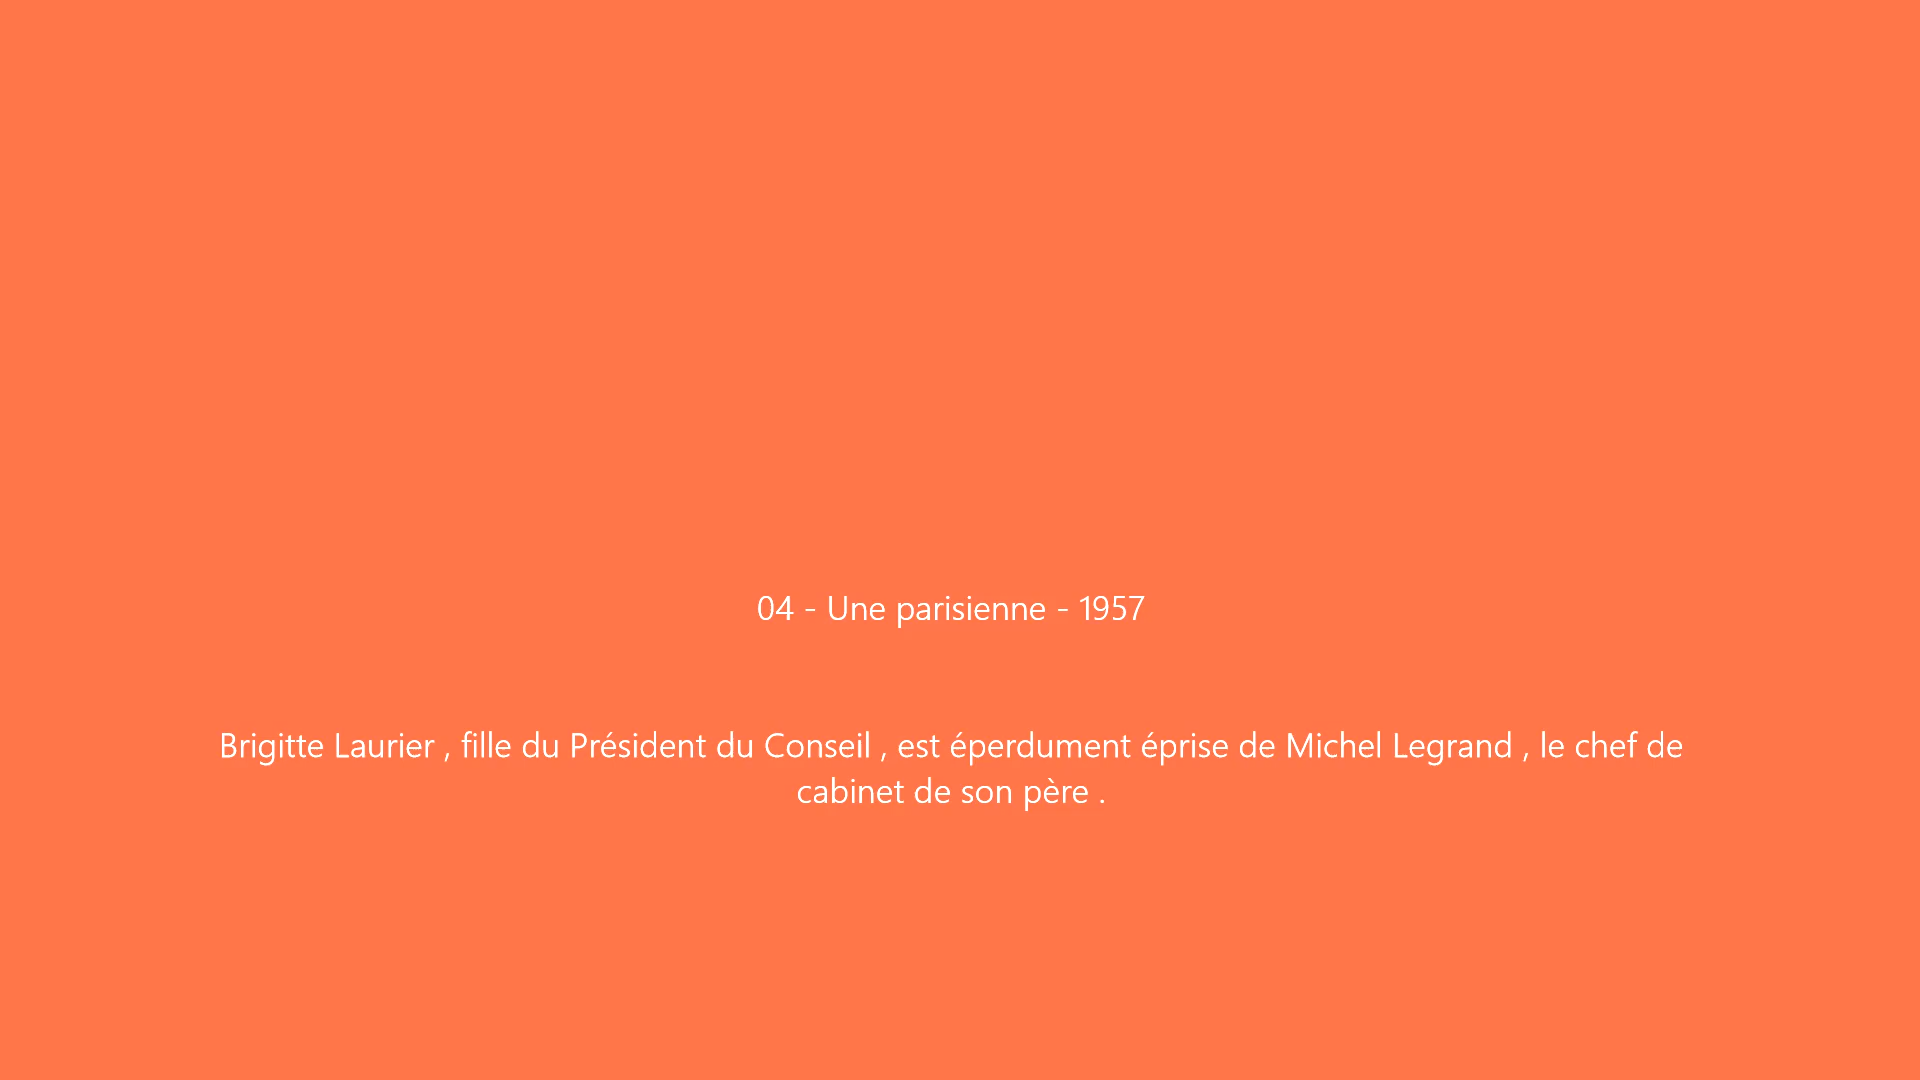 04 - Une parisienne - 1957
Brigitte Laurier , fille du Président du Conseil , est éperdument éprise de Michel Legrand , le chef de
cabinet de son père .